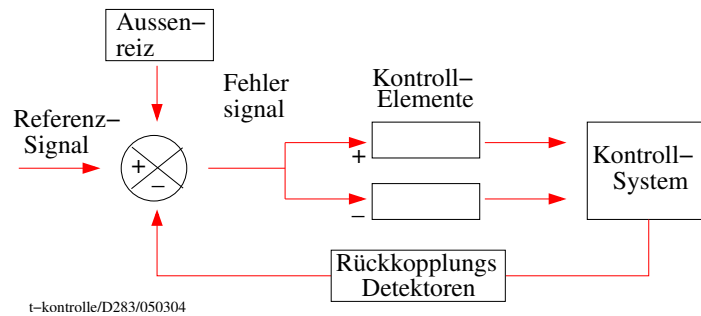 Aussen–
reiz
Fehler
signal
Kontroll–
Elemente
Referenz–
Signal
+
–
+
–
Kontroll–
System
Rückkopplungs
Detektoren
t–kontrolle/D283/050304